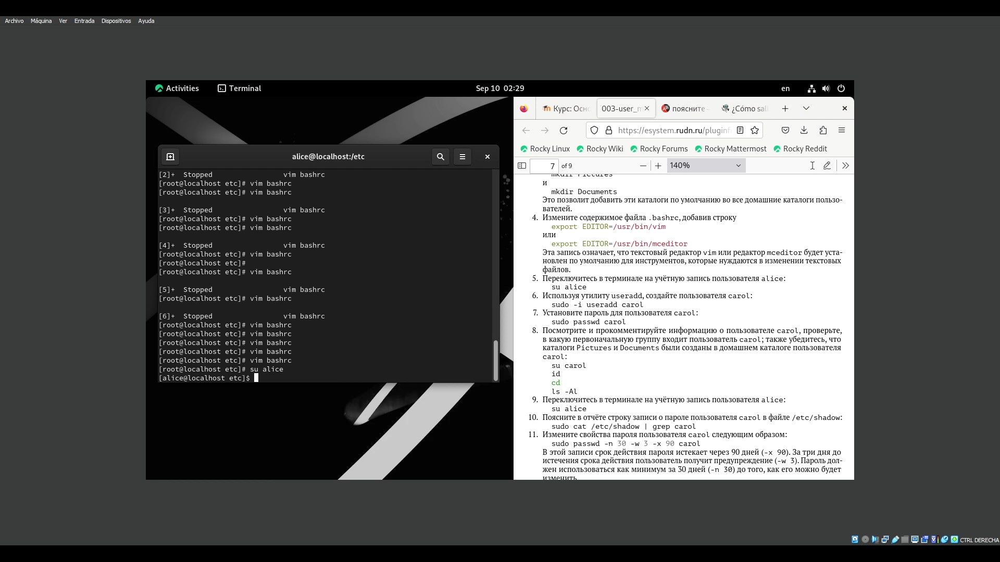 Archivo Máquina Ver Entrada Dispositivos Ayuda
Activities Terminal Sep 10 02:29 en
alice@localhost:/etc
[2]+ Stopped vim bashrc
[root@localhost etc]# vim bashrc
[root@localhost etc]# vim bashrc
[3]+ Stopped vim bashrc
[root@localhost etc]# vim bashrc
[root@localhost etc]# vim bashrc
[4]+ Stopped vim bashrc
[root@localhost etc]# vim bashrc
[root@localhost etc]#
[root@localhost etc]# vim bashrc
[5]+ Stopped vim bashrc
[root@localhost etc]# vim bashrc
[6]+ Stopped vim bashrc
[root@localhost etc]# vim bashrc
[root@localhost etc]# vim bashrc
[root@localhost etc]# vim bashrc
[root@localhost etc]# vim bashrc
[root@localhost etc]# vim bashrc
[root@localhost etc]# su alice
[alice@localhost etc]$
Курс: Осно 003-user_m поясните - ¿Cómo sali
https://esystem.rudn.ru/pluginf
Rocky Linux Rocky Wiki Rocky Forums Rocky Mattermost Rocky Reddit
7 of 9 140%
mkdir Pictures
и
mkdir Documents
Это позволит добавить эти каталоги по умолчанию во все домашние каталоги пользо-
вателей.
4. Измените содержимое файла .bashrc, добавив строку
export EDITOR=/usr/bin/vim
или
export EDITOR=/usr/bin/mceditor
Эта запись означает, что текстовый редактор vim или редактор mceditor будет уста-
новлен по умолчанию для инструментов, которые нуждаются в изменении текстовых
файлов.
5. Переключитесь в терминале на учётную запись пользователя alice:
su alice
6. Используя утилиту useradd, создайте пользователя carol:
sudo -i useradd carol
7. Установите пароль для пользователя carol:
sudo passwd carol
8. Посмотрите и прокомментируйте информацию о пользователе carol, проверьте,
в какую первоначальную группу входит пользователь carol; также убедитесь, что
каталоги Pictures и Documents были созданы в домашнем каталоге пользователя
carol:
su carol
id
cd
ls -Al
9. Переключитесь в терминале на учётную запись пользователя alice:
su alice
10. Поясните в отчёте строку записи о пароле пользователя carol в файле /etc/shadow:
sudo cat /etc/shadow | grep carol
11. Измените свойства пароля пользователя carol следующим образом:
sudo passwd -n 30 -w 3 -x 90 carol
В этой записи срок действия пароля истекает через 90 дней (-x 90). За три дня до
истечения срока действия пользователь получит предупреждение (-w 3). Пароль дол-
жен использоваться как минимум за 30 дней (-n 30) до того, как его можно будет
изменить.
CTRL DERECHA